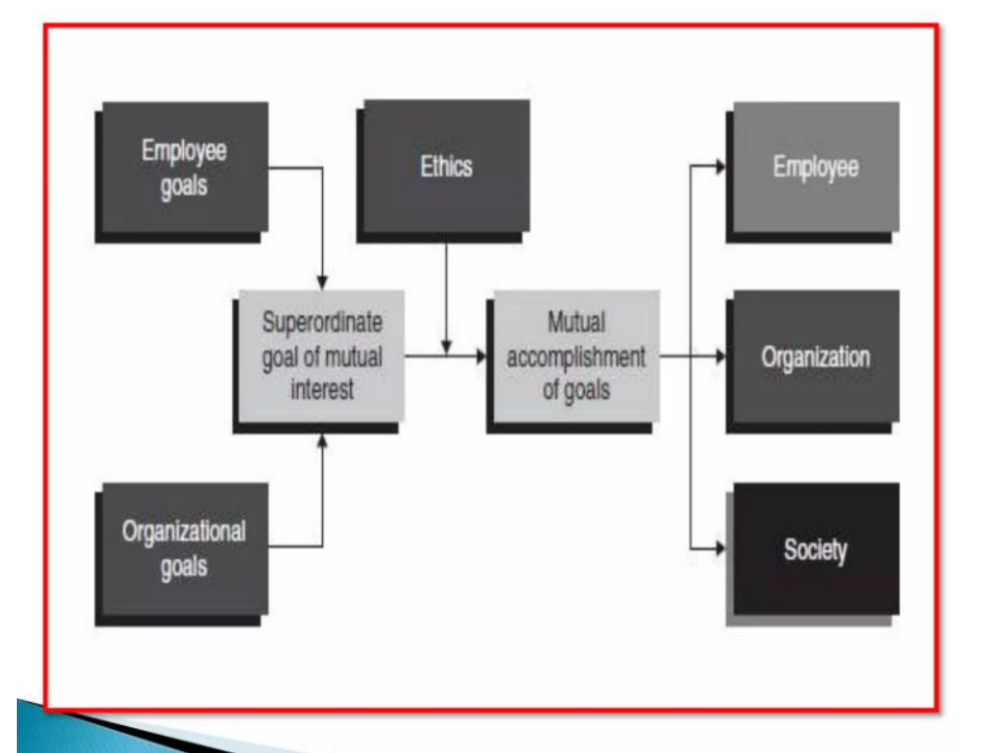 Employee
goals
Ethics
Employee
Superordinate
goal of mutual
interest
Mutual
accomplishment
of goals
Organization
Organizational
goals
Society